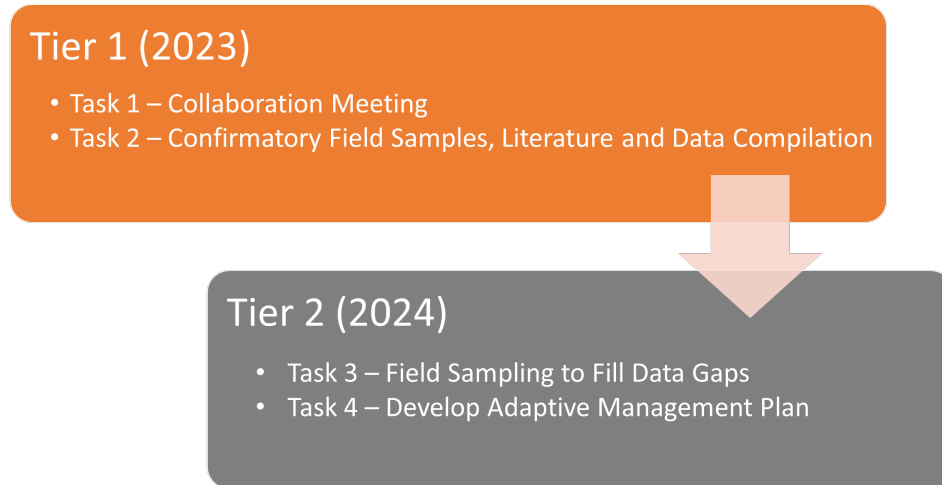 Tier 1 (2023)
• Task 1 – Collaboration Meeting
• Task 2 – Confirmatory Field Samples, Literature and Data Compilation
Tier 2 (2024)
• Task 3 – Field Sampling to Fill Data Gaps
• Task 4 – Develop Adaptive Management Plan